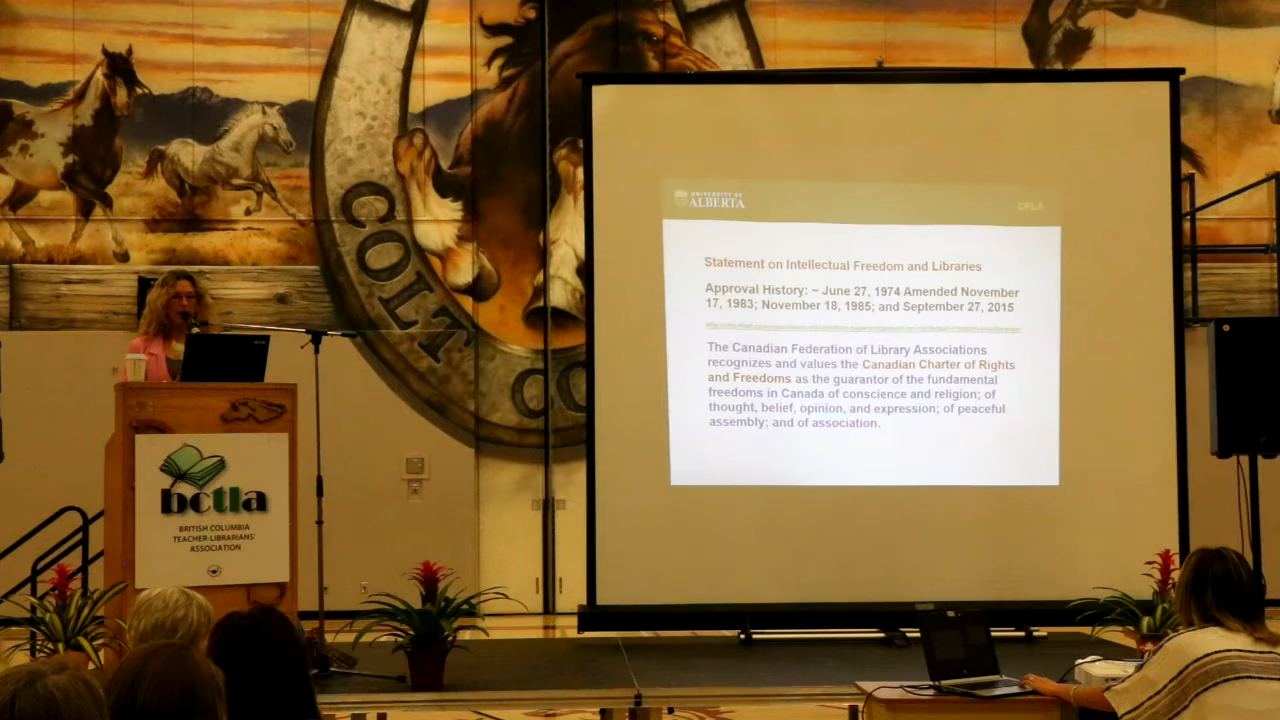 COLT
CO
UNIVERSITY OF
ALBERTA
CFLA
Statement on Intellectual Freedom and Libraries
Approval History: ~ June 27, 1974 Amended November
17, 1983; November 18, 1985; and September 27, 2015
The Canadian Federation of Library Associations
recognizes and values the Canadian Charter of Rights
and Freedoms as the guarantor of the fundamental
freedoms in Canada of conscience and religion; of
thought, belief, opinion, and expression; of peaceful
assembly; and of association.
bctla
BRITISH COLUMBIA
TEACHER-LIBRARIANS'
ASSOCIATION